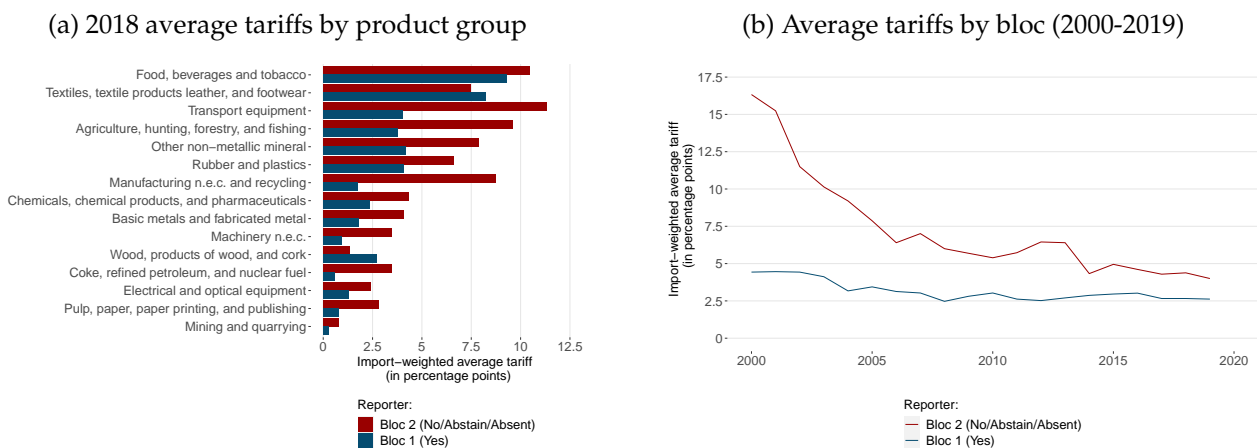 (a) 2018 average tariffs by product group
Food, beverages and tobacco
Textiles, textile products leather, and footwear
Transport equipment
Agriculture, hunting, forestry, and fishing
Other non−metallic mineral
Rubber and plastics
Manufacturing n.e.c. and recycling
Chemicals, chemical products, and pharmaceuticals
Basic metals and fabricated metal
Machinery n.e.c.
Wood, products of wood, and cork
Coke, refined petroleum, and nuclear fuel
Electrical and optical equipment
Pulp, paper, paper printing, and publishing
Mining and quarrying
0 2.5 5 7.5 10 12.5
Import−weighted average tariff
(in percentage points)
Reporter:
Bloc 2 (No/Abstain/Absent)
Bloc 1 (Yes)
(b) Average tariffs by bloc (2000-2019)
Import−weighted average tariff
(in percentage points)
17.5
15
12.5
10
7.5
5
2.5
0
2000 2005 2010 2015 2020
Reporter:
Bloc 2 (No/Abstain/Absent)
Bloc 1 (Yes)